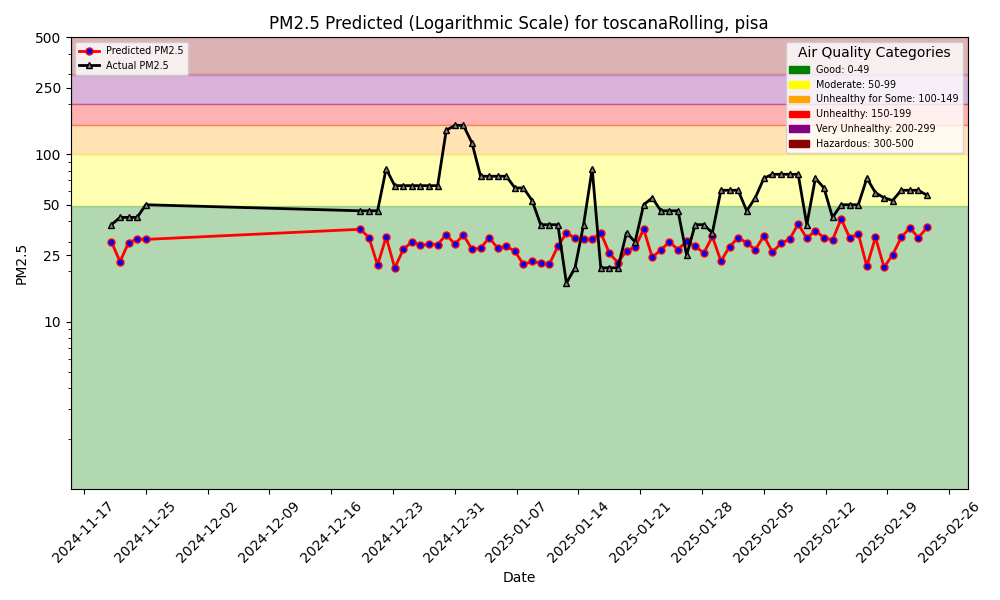 PM2.5 Predicted (Logarithmic Scale) for toscanaRolling, pisa
Predicted PM2.5
Actual PM2.5
Air Quality Categories
Good: 0-49
Moderate: 50-99
Unhealthy for Some: 100-149
Unhealthy: 150-199
Very Unhealthy: 200-299
Hazardous: 300-500
500
250
100
50
25
10
PM2.5
2024-11-17
2024-11-25
2024-12-02
2024-12-09
2024-12-16
2024-12-23
2024-12-31
2025-01-07
2025-01-14
2025-01-21
2025-01-28
2025-02-05
2025-02-12
2025-02-19
2025-02-26
Date